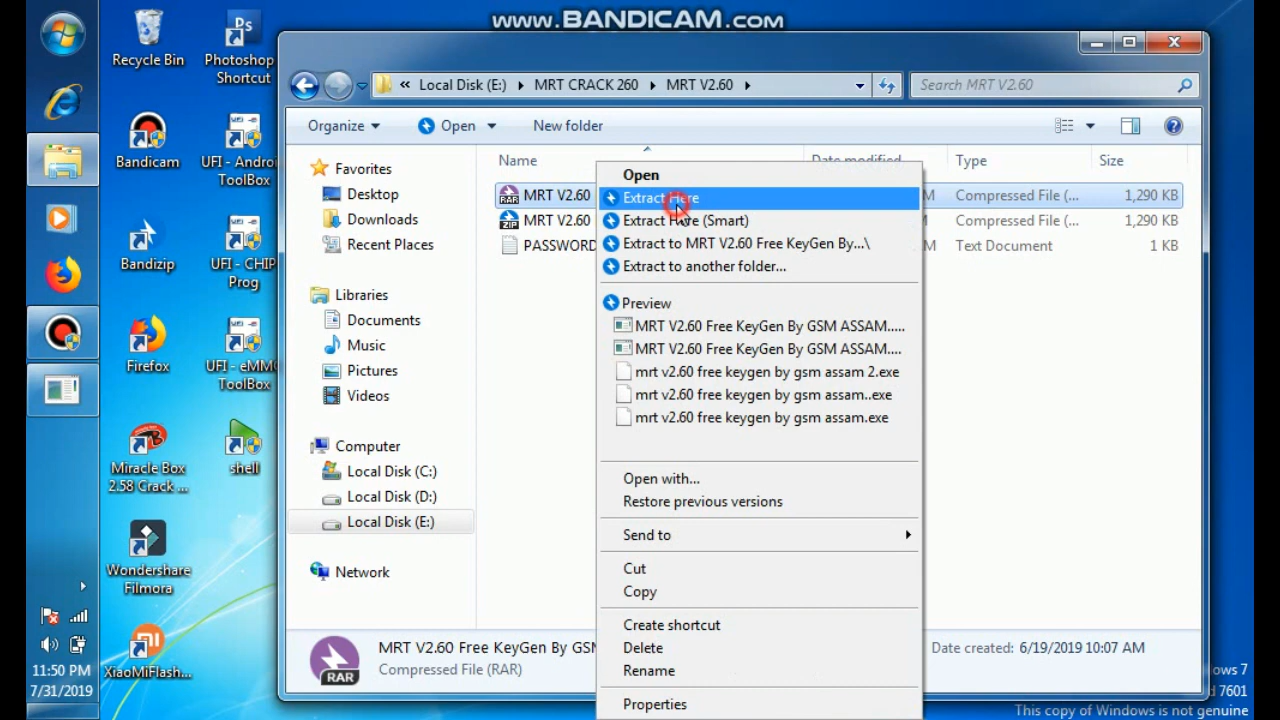 www.BANDICAM.com
Recycle Bin
Photoshop
Shortcut
Bandicam
UFI - Androi
ToolBox
Bandizip
UFI - CHIP
Prog
Firefox
UFI - eMMC
ToolBox
Miracle Box
2.58 Crack ...
shell
Wondershare
Filmora
XiaoMiFlash...
11:50 PM
7/31/2019
« Local Disk (E:) ▸ MRT CRACK 260 ▸ MRT V2.60 ▸
Search MRT V2.60
Organize
Open
New folder
Favorites
Desktop
Downloads
Recent Places
Libraries
Documents
Music
Pictures
Videos
Computer
Local Disk (C:)
Local Disk (D:)
Local Disk (E:)
Network
Name Date modified Type Size
MRT V2.60 M Compressed File (... 1,290 KB
MRT V2.60 M Compressed File (... 1,290 KB
PASSWORD M Text Document 1 KB
Open
Extract Here
Extract Here (Smart)
Extract to MRT V2.60 Free KeyGen By...\
Extract to another folder...
Preview
MRT V2.60 Free KeyGen By GSM ASSAM.....
MRT V2.60 Free KeyGen By GSM ASSAM....
mrt v2.60 free keygen by gsm assam 2.exe
mrt v2.60 free keygen by gsm assam..exe
mrt v2.60 free keygen by gsm assam.exe
Open with...
Restore previous versions
Send to
Cut
Copy
Create shortcut
Delete
Rename
Properties
RAR
MRT V2.60 Free KeyGen By GSM
Compressed File (RAR)
Date created: 6/19/2019 10:07 AM
ows 7
d 7601
This copy of Windows is not genuine